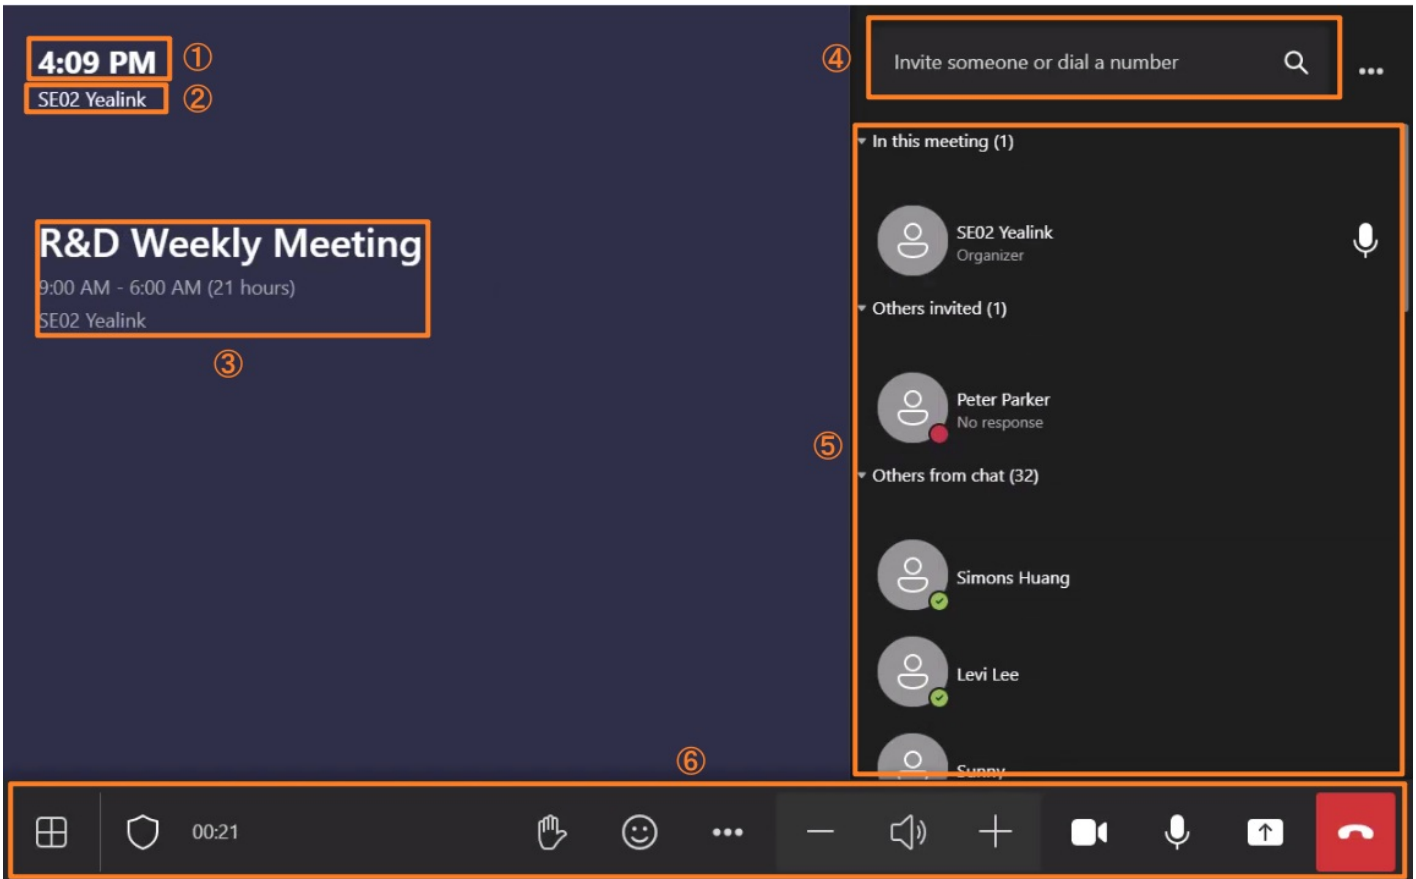 4:09 PM ①
SE02 Yealink ②
R&D Weekly Meeting
9:00 AM - 6:00 AM (21 hours)
SE02 Yealink
③
④ Invite someone or dial a number
In this meeting (1)
SE02 Yealink
Organizer
Others invited (1)
Peter Parker
No response
⑤
Others from chat (32)
Simons Huang
Levi Lee
Sunny
⑥
00:21